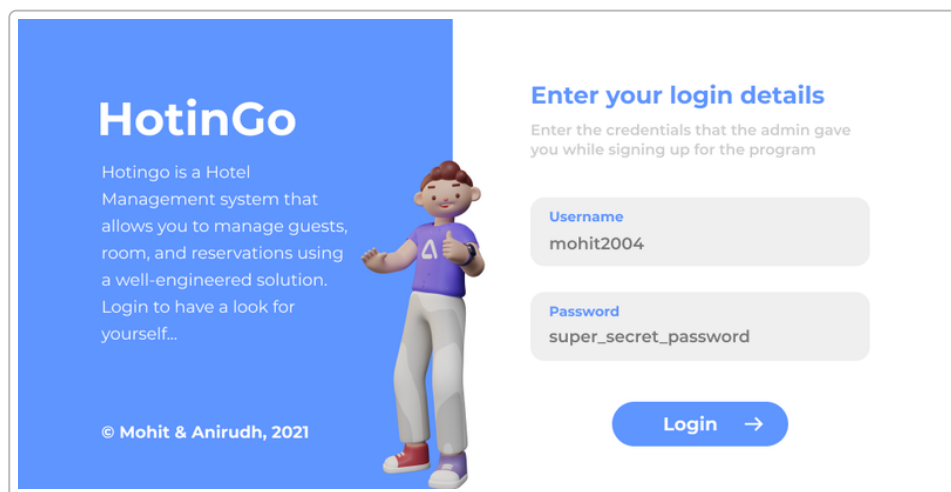 HotinGo
Hotingo is a Hotel
Management system that
allows you to manage guests,
room, and reservations using
a well-engineered solution.
Login to have a look for
yourself...
© Mohit & Anirudh, 2021
Enter your login details
Enter the credentials that the admin gave
you while signing up for the program
Username
mohit2004
Password
super_secret_password
Login →